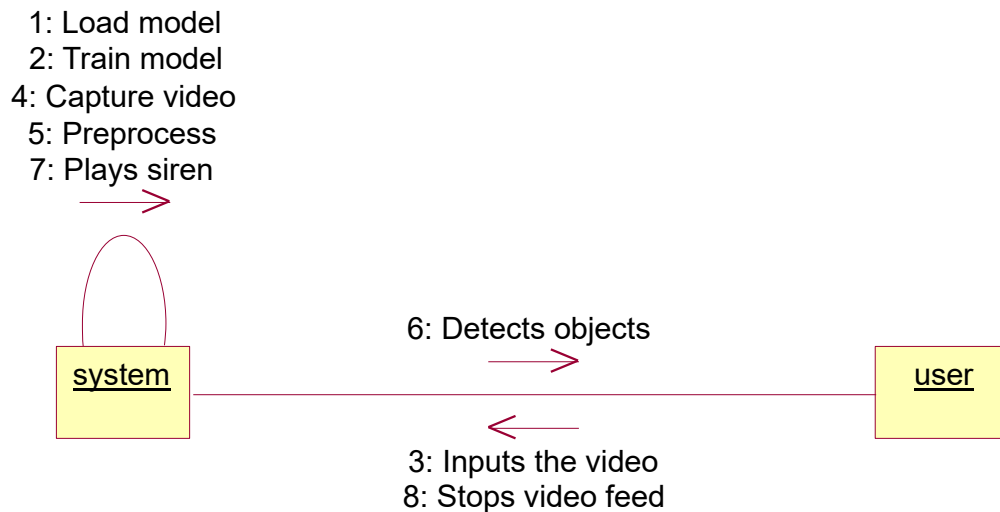 1: Load model
2: Train model
4: Capture video
5: Preprocess
7: Plays siren
6: Detects objects
system
user
3: Inputs the video
8: Stops video feed